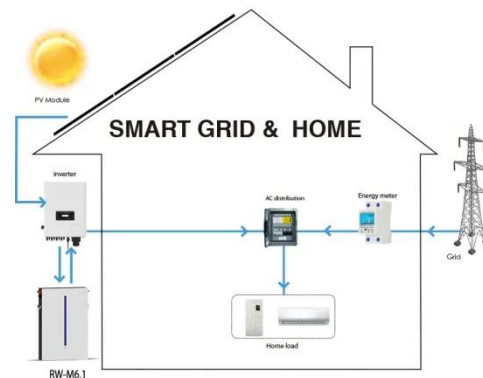 PV Module
SMART GRID & HOME
Inverter
AC distribution
Energy meter
Grid
Home load
RW-M6.1